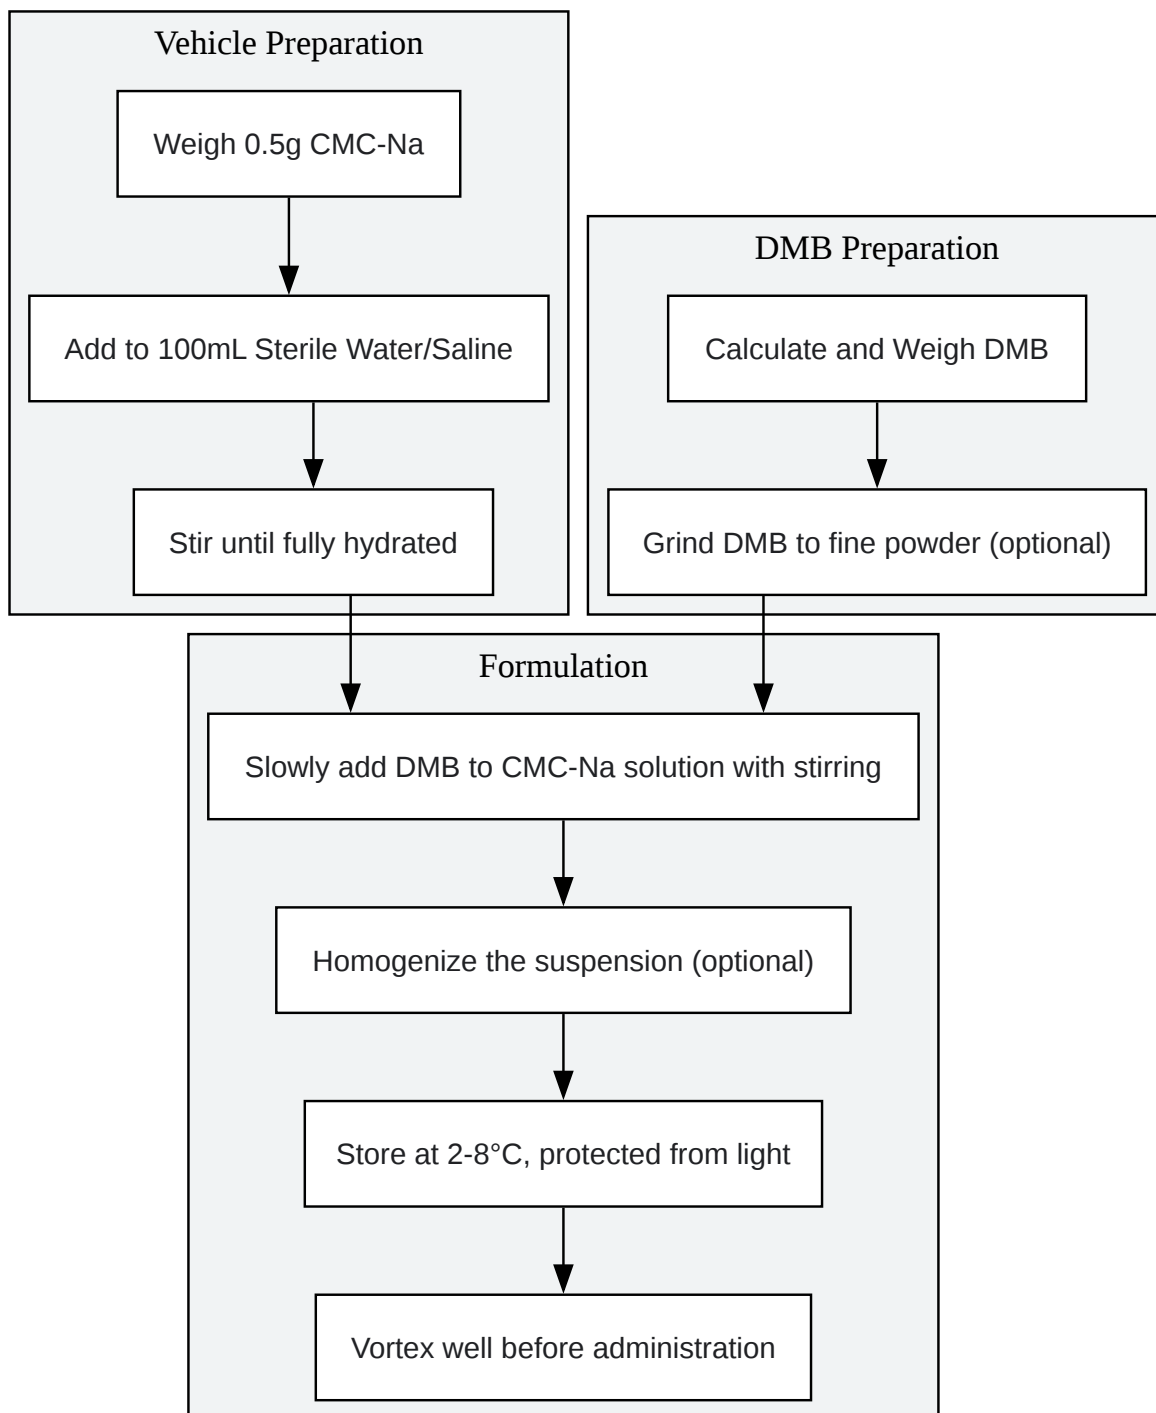 Vehicle Preparation
Weigh 0.5g CMC-Na
Add to 100mL Sterile Water/Saline
Stir until fully hydrated
DMB Preparation
Calculate and Weigh DMB
Grind DMB to fine powder (optional)
Formulation
Slowly add DMB to CMC-Na solution with stirring
Homogenize the suspension (optional)
Store at 2-8°C, protected from light
Vortex well before administration